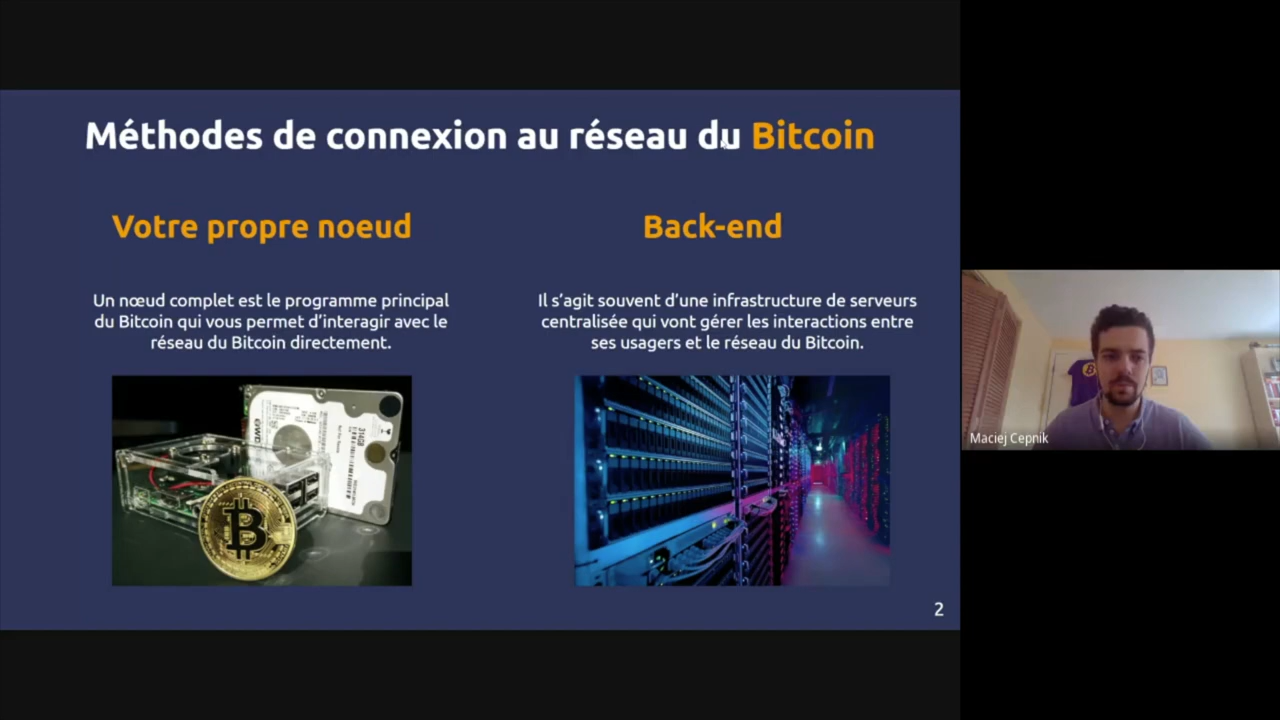 Méthodes de connexion au réseau du Bitcoin
Votre propre noeud
Un nœud complet est le programme principal
du Bitcoin qui vous permet d'interagir avec le
réseau du Bitcoin directement.
Back-end
Il s'agit souvent d'une infrastructure de serveurs
centralisée qui vont gérer les interactions entre
ses usagers et le réseau du Bitcoin.
2
Maciej Cepnik